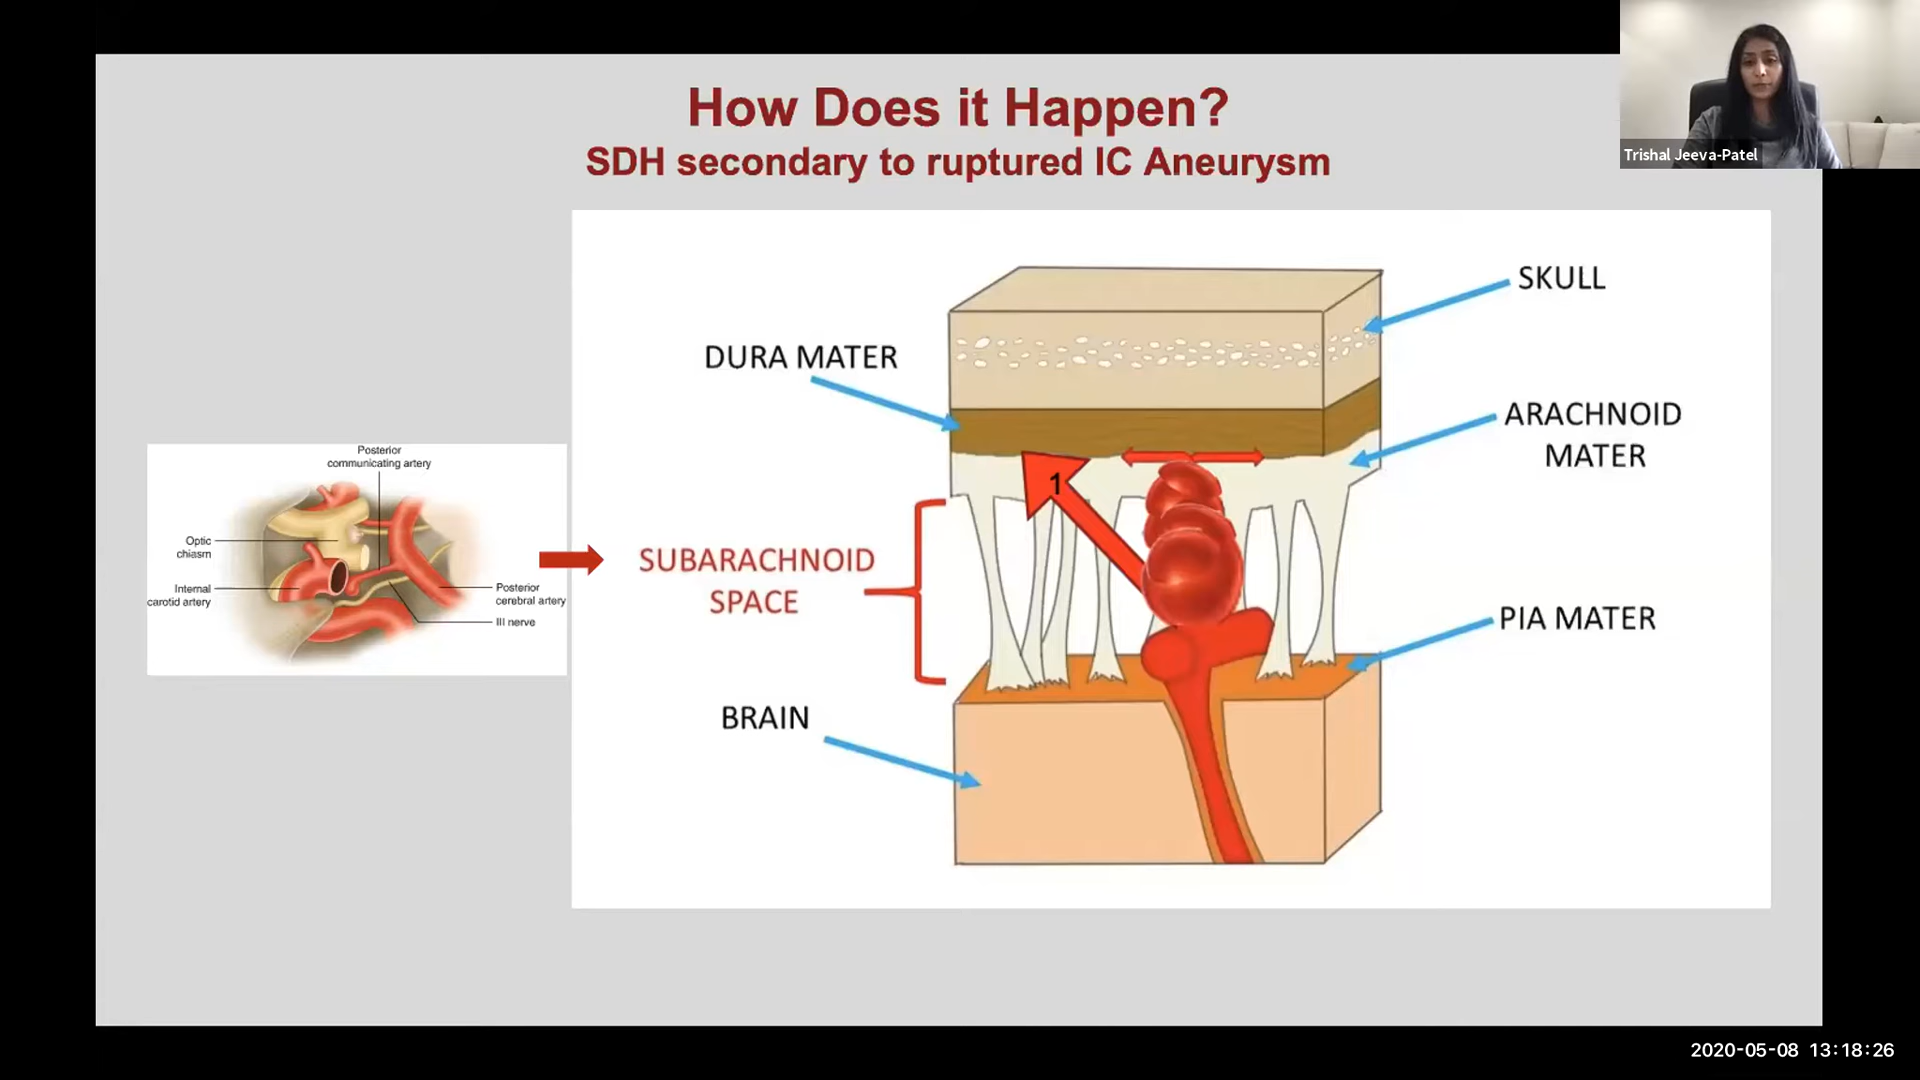 How Does it Happen?
SDH secondary to ruptured IC Aneurysm
Trishal Jeeva-Patel
SKULL
DURA MATER
ARACHNOID
MATER
1
SUBARACHNOID
SPACE
PIA MATER
BRAIN
Posterior
communicating artery
Optic
chiasm
Internal
carotid artery
Posterior
cerebral artery
III nerve
2020-05-08 13:18:26